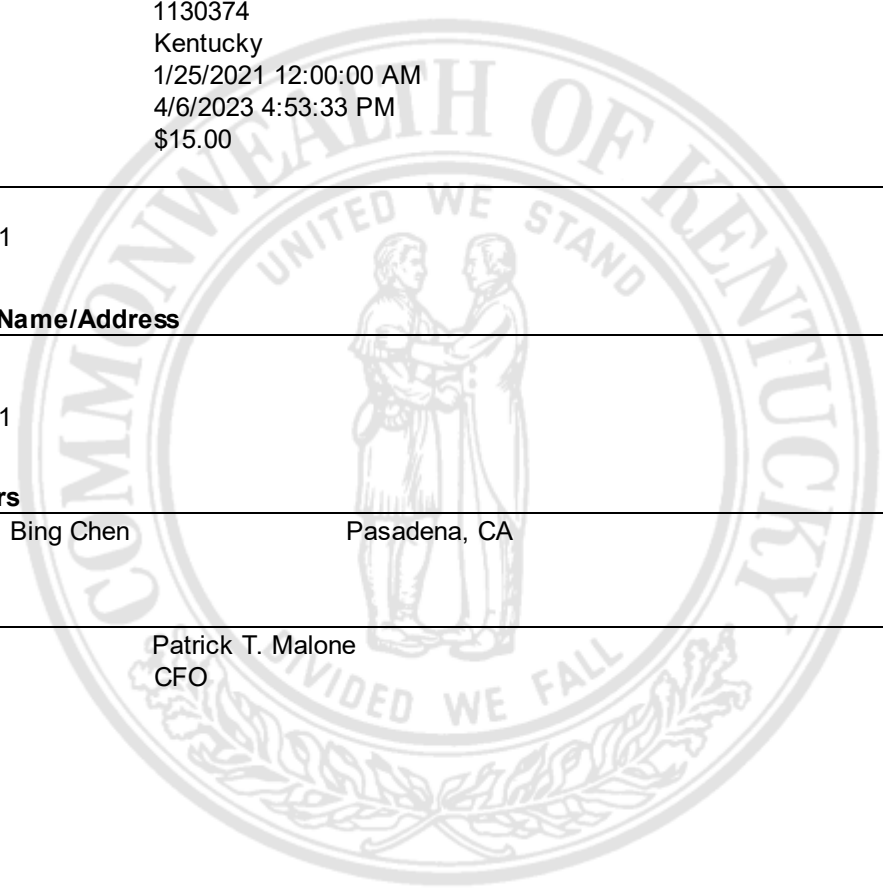 1130374
Kentucky
1/25/2021 12:00:00 AM
4/6/2023 4:53:33 PM
$15.00
1
Name/Address
1
rs
Bing Chen Pasadena, CA
Patrick T. Malone
CFO
COMMONWEALTH OF KENTUCKY
UNITED WE STAND
DIVIDED WE FALL